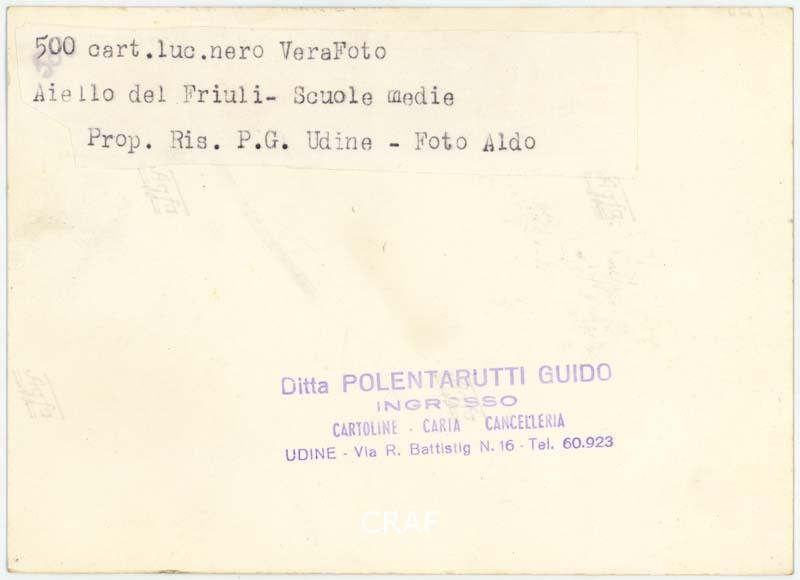 500 cart.luc.nero VeraFoto
Aiello del Friuli- Scuole medie
Prop. Ris. P.G. Udine - Foto Aldo
Ditta POLENTARUTTI GUIDO
INGROSSO
CARTOLINE - CARTA CANCELLERIA
UDINE - Via R. Battistig N. 16 - Tel. 60.923
CRAF